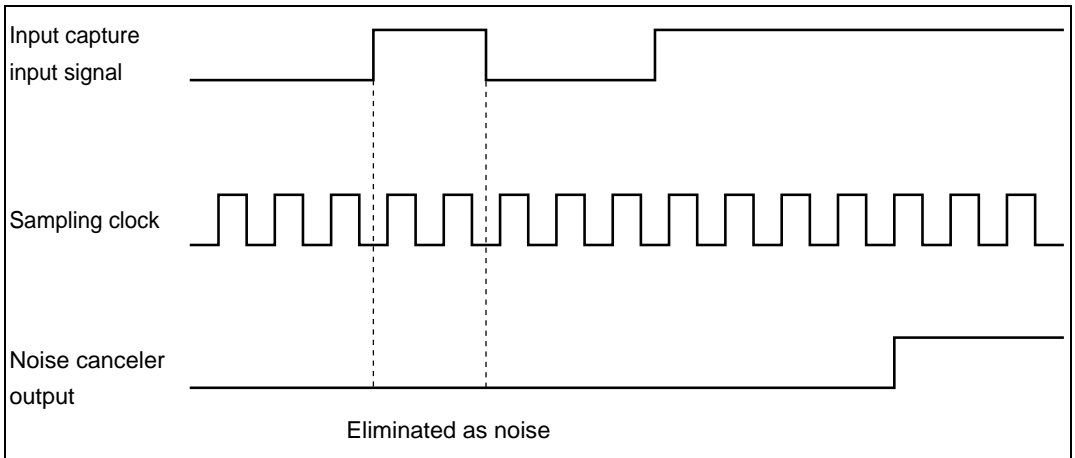 Input capture
input signal
Sampling clock
Noise canceler
output
Eliminated as noise